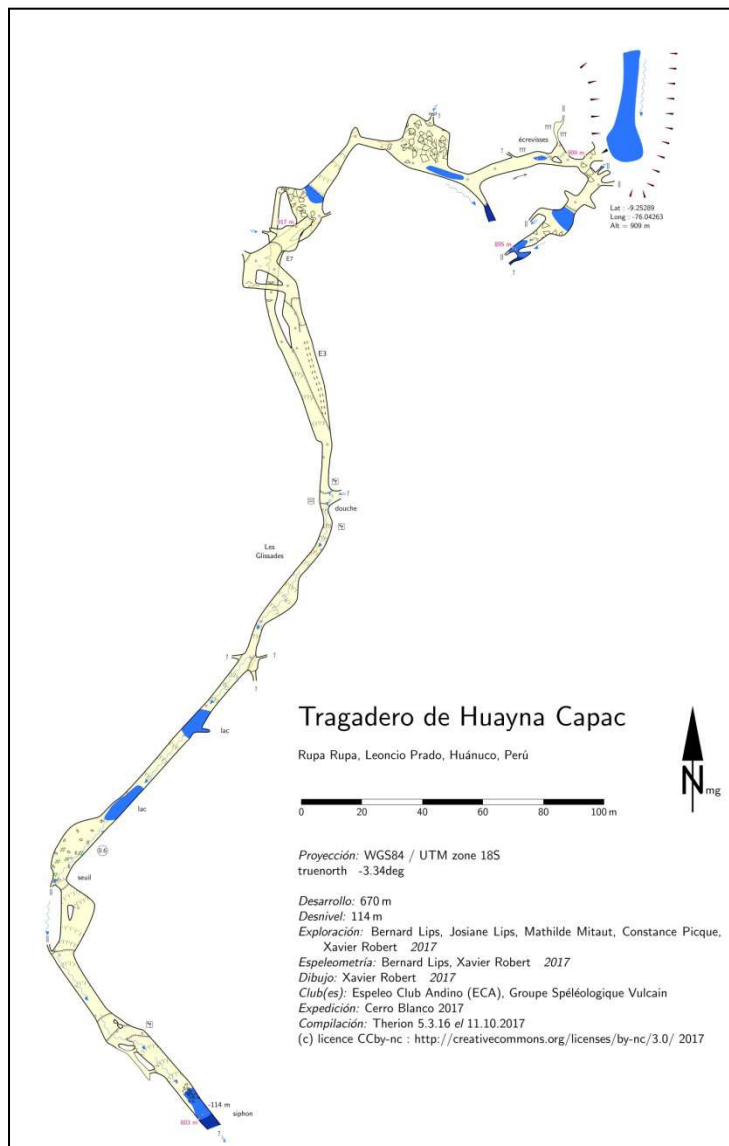 écrevisses
909 m
Lat : -9.25289
Long : -76.04263
Alt = 909 m
895 m
E7
E3
douche
Les
Glissades
lac
lac
0.6
seuil
-114 m
siphon
803 m
Tragadero de Huayna Capac
Rupa Rupa, Leoncio Prado, Huánuco, Perú
0 20 40 60 80 100 m
N mg
Proyección: WGS84 / UTM zone 18S
truenorth -3.34deg
Desarrollo: 670 m
Desnivel: 114 m
Exploración: Bernard Lips, Josiane Lips, Mathilde Mitaut, Constance Picque,
Xavier Robert 2017
Espeleometría: Bernard Lips, Xavier Robert 2017
Dibujo: Xavier Robert 2017
Club(es): Espeleo Club Andino (ECA), Groupe Spéléologique Vulcain
Expedición: Cerro Blanco 2017
Compilación: Therion 5.3.16 el 11.10.2017
(c) licence CCby-nc : http://creativecommons.org/licenses/by-nc/3.0/ 2017